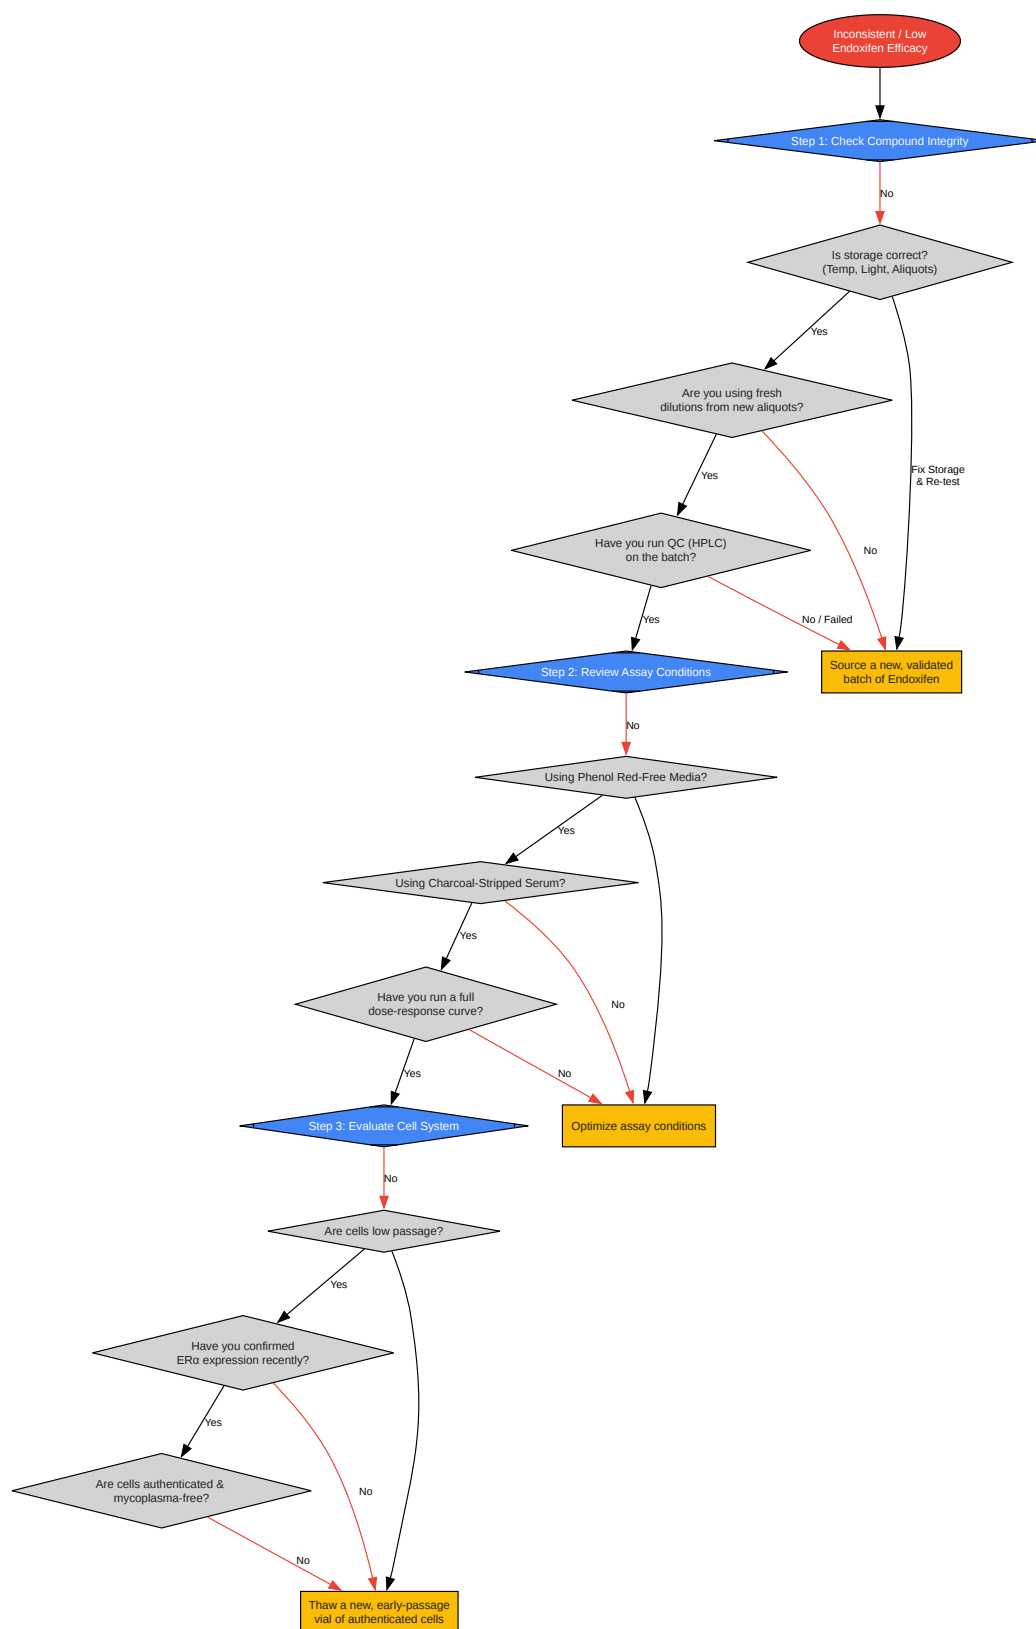 Inconsistent / Low
Endoxifen Efficacy
Step 1: Check Compound Integrity
No
Is storage correct?
(Temp, Light, Aliquots)
Yes
Are you using fresh
dilutions from new aliquots?
Fix Storage
& Re-test
Yes
Have you run QC (HPLC)
on the batch?
No
No / Failed
Yes
Source a new, validated
batch of Endoxifen
Step 2: Review Assay Conditions
No
Using Phenol Red-Free Media?
Yes
Using Charcoal-Stripped Serum?
Yes
Have you run a full
dose-response curve?
No
No
Yes
Optimize assay conditions
Step 3: Evaluate Cell System
No
Are cells low passage?
Yes
Have you confirmed
ERα expression recently?
Yes
Are cells authenticated &
mycoplasma-free?
No
No
Thaw a new, early-passage
vial of authenticated cells